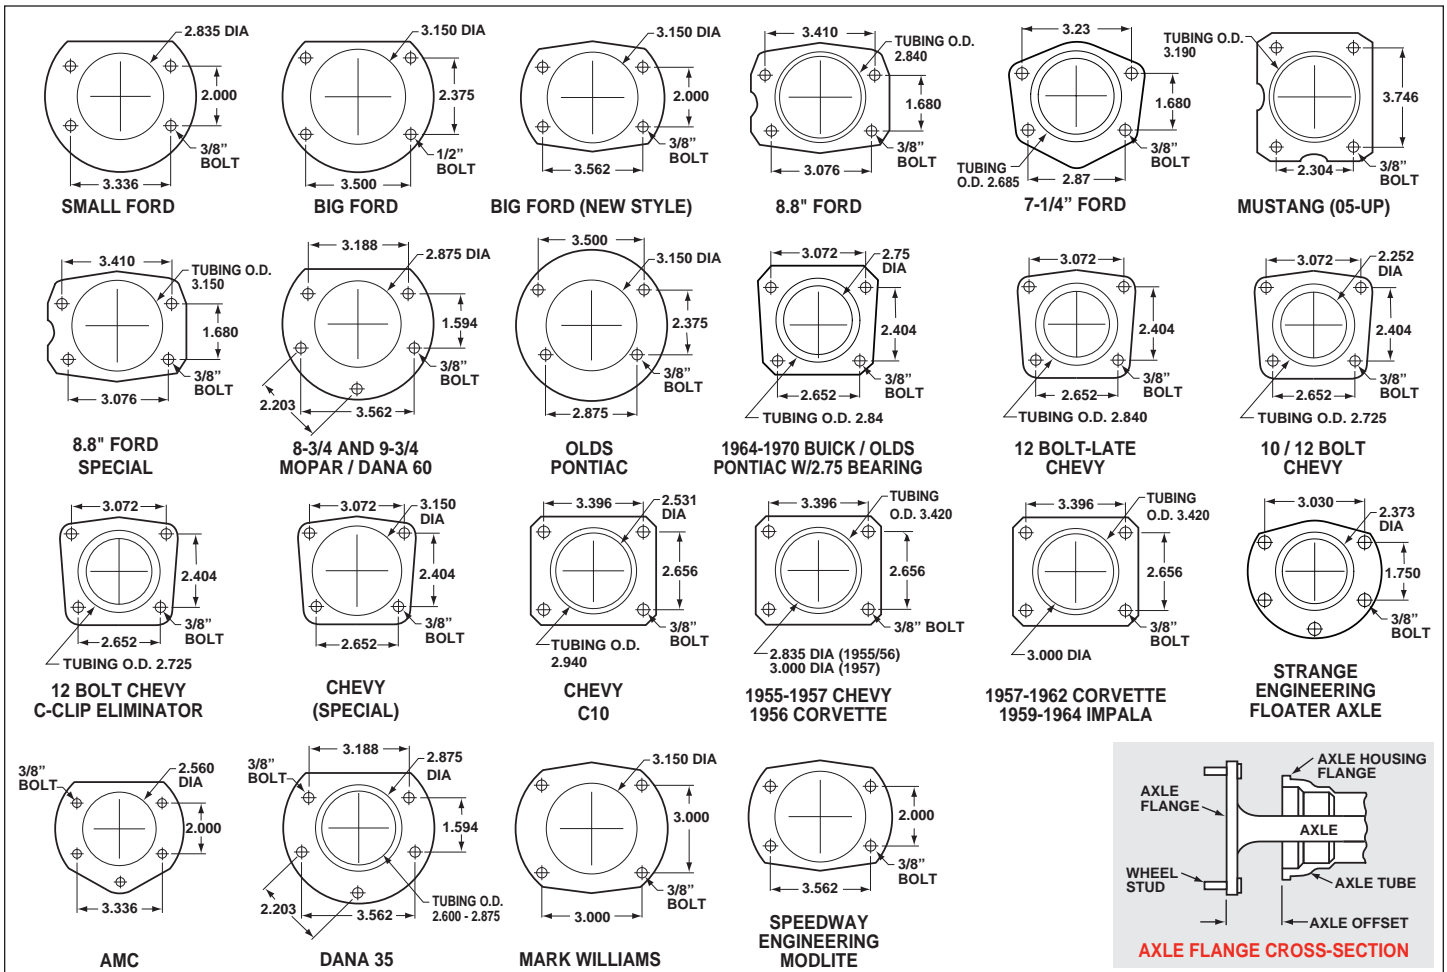 2.835 DIA
2.000
3/8”
BOLT
3.336
SMALL FORD
3.150 DIA
2.375
1/2”
BOLT
3.500
BIG FORD
3.150 DIA
2.000
3/8”
BOLT
3.562
BIG FORD (NEW STYLE)
3.410
TUBING O.D.
2.840
1.680
3/8”
BOLT
3.076
8.8" FORD
3.23
1.680
3/8”
BOLT
TUBING
O.D. 2.685
2.87
7-1/4” FORD
TUBING O.D.
3.190
3.746
3/8”
BOLT
2.304
MUSTANG (05-UP)
3.410
TUBING O.D.
3.150
1.680
3/8”
BOLT
3.076
8.8" FORD
SPECIAL
3.188
2.875 DIA
1.594
3/8”
BOLT
2.203
3.562
8-3/4 AND 9-3/4
MOPAR / DANA 60
3.500
3.150 DIA
2.375
3/8”
BOLT
2.875
OLDS
PONTIAC
3.072
2.75
DIA
2.404
3/8”
BOLT
2.652
TUBING O.D. 2.84
1964-1970 BUICK / OLDS
PONTIAC W/2.75 BEARING
3.072
2.404
3/8”
BOLT
2.652
TUBING O.D. 2.840
12 BOLT-LATE
CHEVY
3.072
2.252
DIA
2.404
3/8”
BOLT
2.652
TUBING O.D. 2.725
10 / 12 BOLT
CHEVY
3.072
2.404
3/8”
BOLT
2.652
TUBING O.D. 2.725
12 BOLT CHEVY
C-CLIP ELIMINATOR
3.072
3.150
DIA
2.404
3/8”
BOLT
2.652
CHEVY
(SPECIAL)
3.396
2.531
DIA
2.656
3/8”
BOLT
TUBING O.D.
2.940
CHEVY
C10
3.396
TUBING
O.D. 3.420
2.656
3/8” BOLT
2.835 DIA (1955/56)
3.000 DIA (1957)
1955-1957 CHEVY
1956 CORVETTE
3.396
TUBING
O.D. 3.420
2.656
3/8”
BOLT
3.000 DIA
1957-1962 CORVETTE
1959-1964 IMPALA
3.030
2.373
DIA
1.750
3/8”
BOLT
STRANGE
ENGINEERING
FLOATER AXLE
3/8”
BOLT
2.560
DIA
2.000
3.336
AMC
3/8”
BOLT
3.188
2.875
DIA
1.594
2.203
3.562
TUBING O.D.
2.600 - 2.875
DANA 35
3.150 DIA
3.000
3/8”
BOLT
3.000
MARK WILLIAMS
2.000
3/8”
BOLT
3.562
SPEEDWAY
ENGINEERING
MODLITE
AXLE HOUSING
FLANGE
AXLE
FLANGE
AXLE
WHEEL
STUD
AXLE TUBE
AXLE OFFSET
AXLE FLANGE CROSS-SECTION